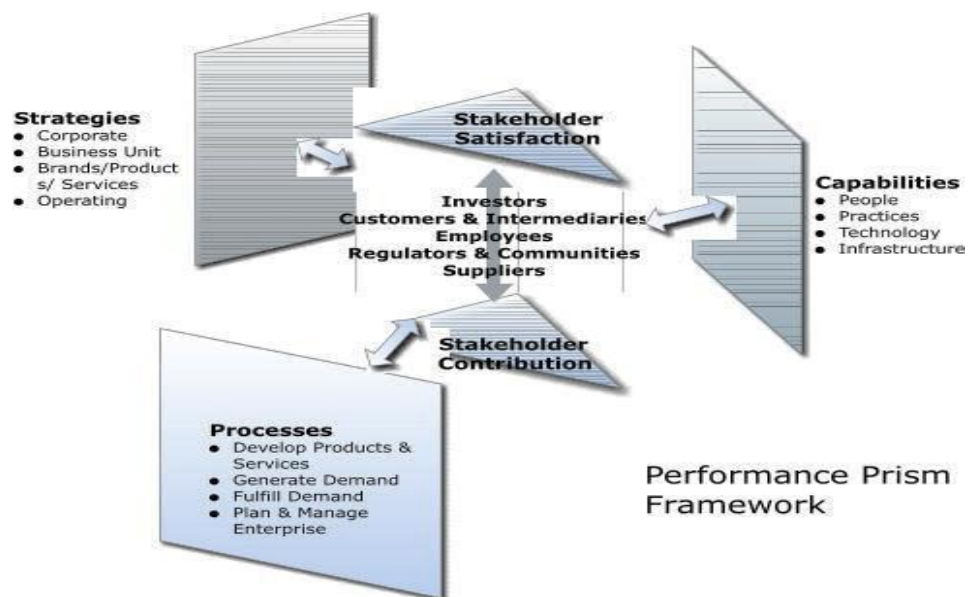 Strategies
● Corporate
● Business Unit
● Brands/Product
s/ Services
● Operating
Stakeholder
Satisfaction
Investors
Customers & Intermediaries
Employees
Regulators & Communities
Suppliers
Capabilities
● People
● Practices
● Technology
● Infrastructure
Stakeholder
Contribution
Processes
● Develop Products &
Services
● Generate Demand
● Fulfill Demand
● Plan & Manage
Enterprise
Performance Prism
Framework